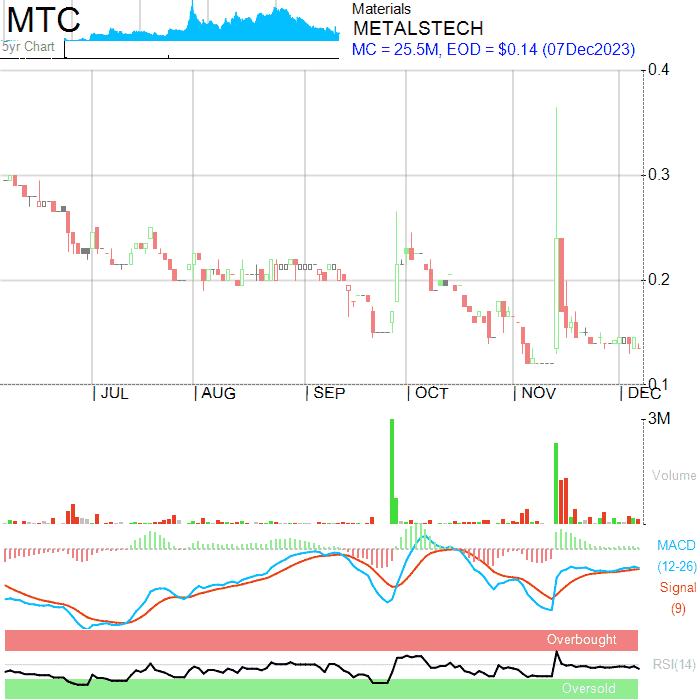 MTC
5yr Chart
Materials
METALSTECH
MC = 25.5M, EOD = $0.14 (07Dec2023)
0.4
0.3
0.2
0.1
JUL AUG SEP OCT NOV DEC
3M
Volume
MACD
(12-26)
Signal
(9)
Overbought
RSI(14)
Oversold